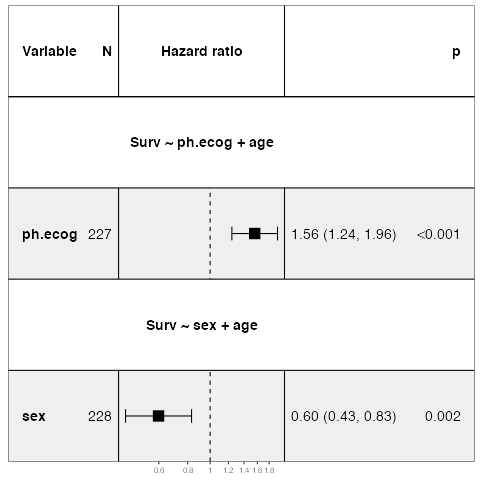 Variable N Hazard ratio p
Surv ~ ph.ecog + age
ph.ecog 227 1.56 (1.24, 1.96) <0.001
Surv ~ sex + age
sex 228 0.60 (0.43, 0.83) 0.002
0.6 0.8 1 1.2 1.4 1.6 1.8